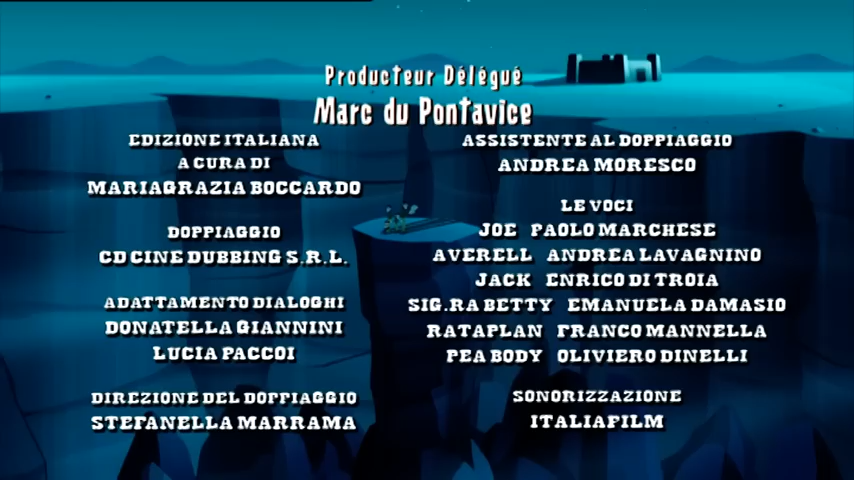 Producteur Délégué
Marc du Pontavice
EDIZIONE ITALIANA
A CURA DI
MARIAGRAZIA BOCCARDO
DOPPIAGGIO
CD CINE DUBBING S.R.L.
ADATTAMENTO DIALOGHI
DONATELLA GIANNINI
LUCIA PACCOI
DIREZIONE DEL DOPPIAGGIO
STEFANELLA MARRAMA
ASSISTENTE AL DOPPIAGGIO
ANDREA MORESCO
LE VOCI
JOE PAOLO MARCHESE
AVERELL ANDREA LAVAGNINO
JACK ENRICO DI TROIA
SIG.RA BETTY EMANUELA DAMASIO
RATAPLAN FRANCO MANNELLA
PEA BODY OLIVIERO DINELLI
SONORIZZAZIONE
ITALIAFILM